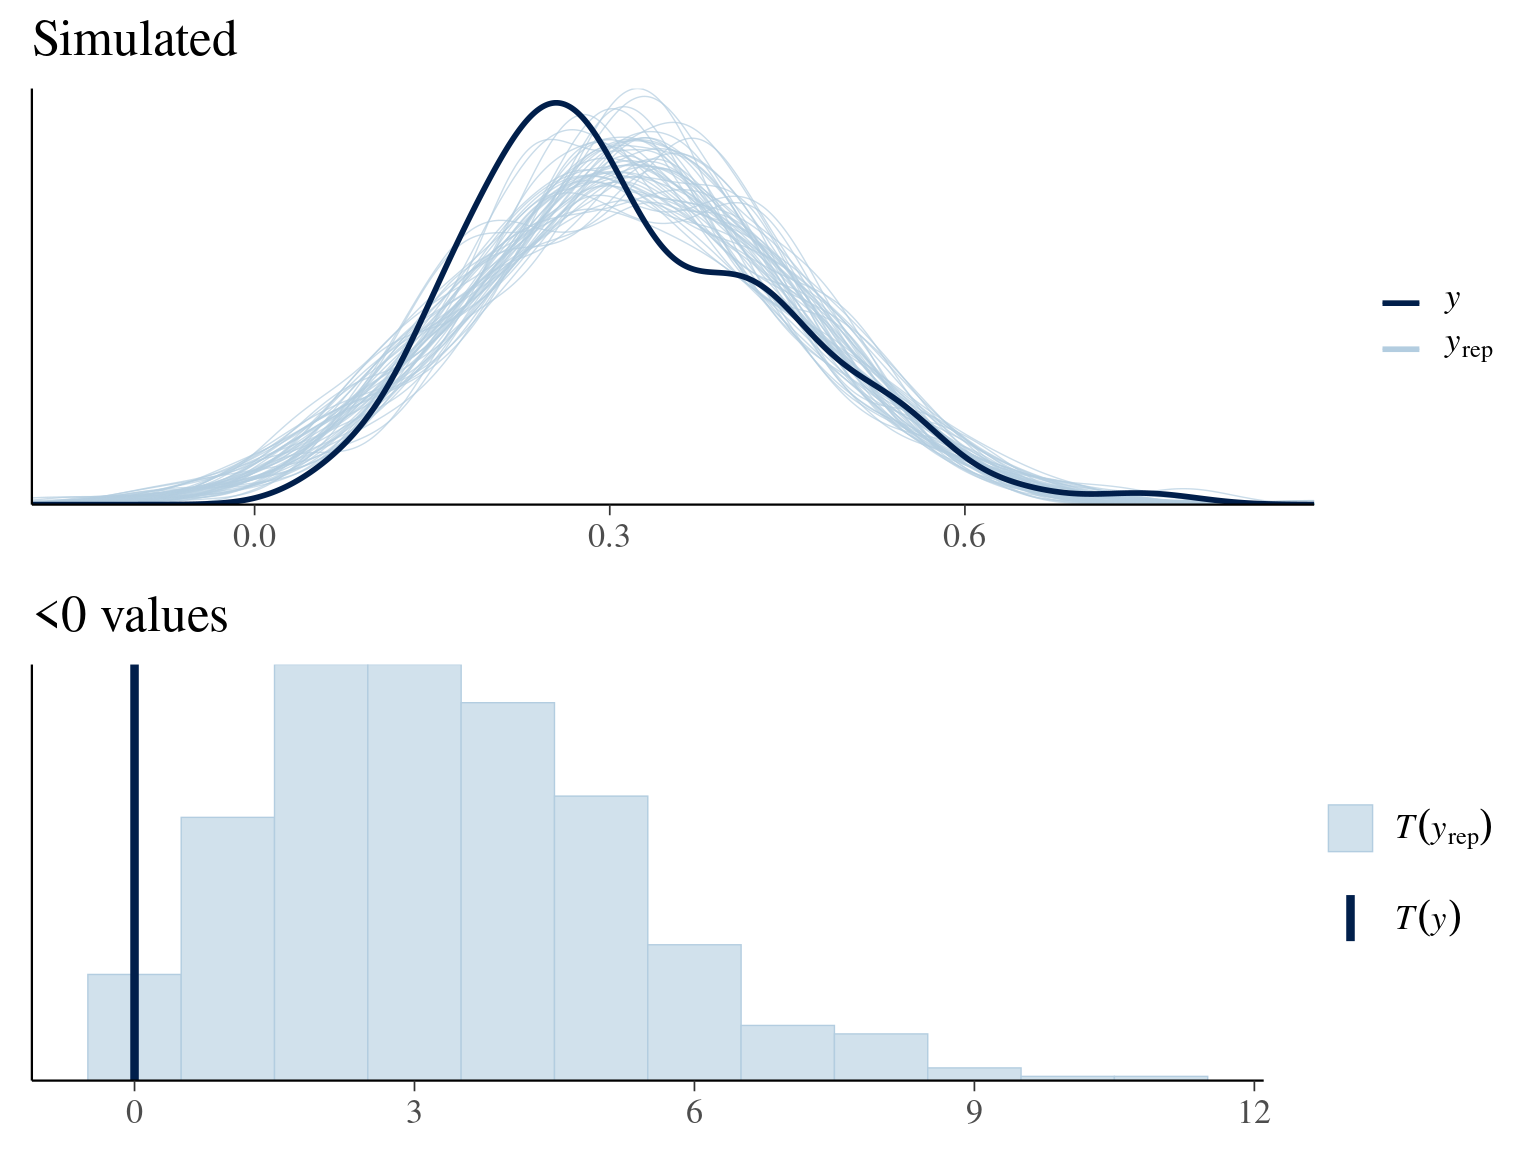 Simulated
y
y_rep
0.0 0.3 0.6
<0 values
T(y_rep)
T(y)
0 3 6 9 12